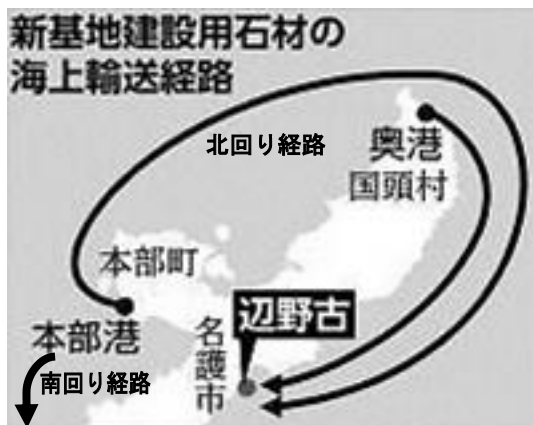 新基地建設用石材の
海上輸送経路
北回り経路
奥港
国頭村
本部町
辺野古
本部港
名護市
南回り経路